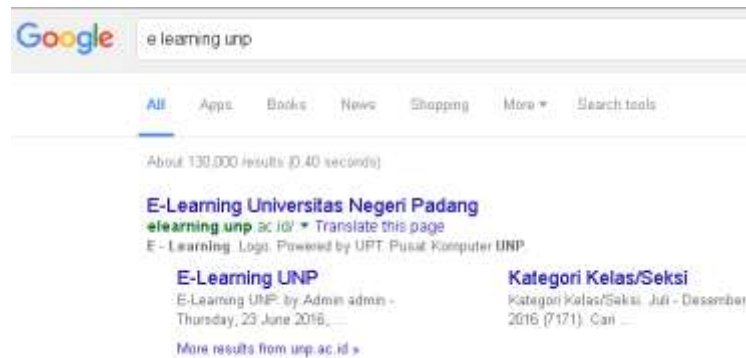 Google e learning unp
All Apps Books News Shopping More ▾ Search tools
About 130,000 results (0.40 seconds)
E-Learning Universitas Negeri Padang
elearning.unp.ac.id/ ▾ Translate this page
E - Learning. Logo. Powered by UPT. Pusat Komputer UNP.
E-Learning UNP
E-Learning UNP. by Admin admin -
Thursday, 23 June 2016, ...
Kategori Kelas/Seksi
Kategori Kelas/Seksi. Juli - Desember
2016 (7171). Cari ...
More results from unp.ac.id »